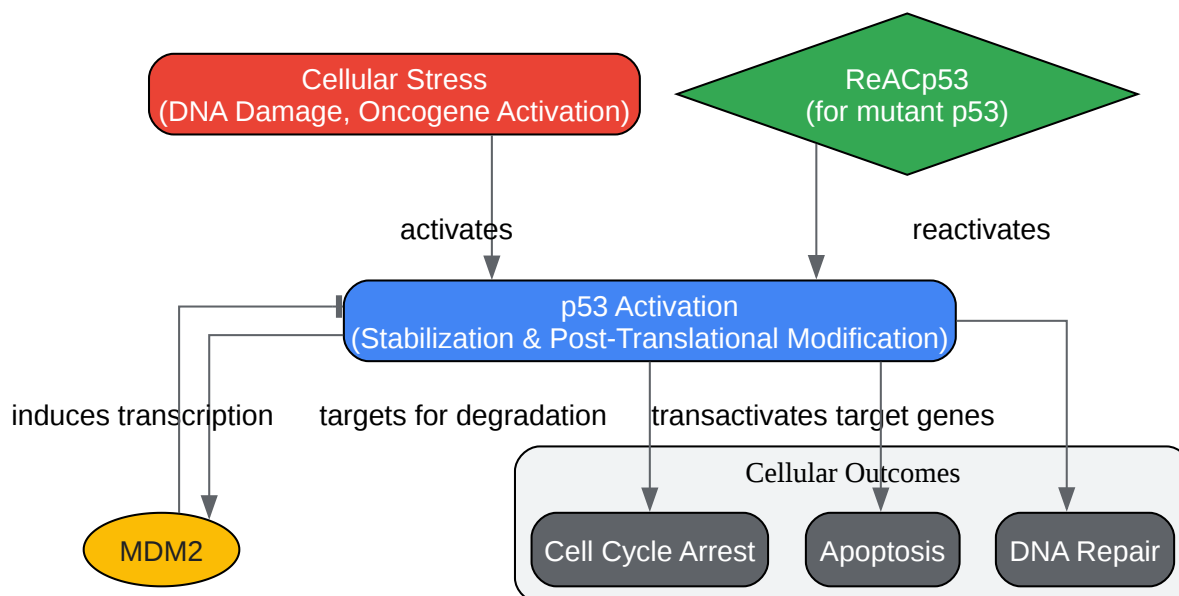 Cellular Stress
(DNA Damage, Oncogene Activation)
ReACp53
(for mutant p53)
activates
reactivates
p53 Activation
(Stabilization & Post-Translational Modification)
induces transcription
targets for degradation
transactivates target genes
Cellular Outcomes
MDM2
Cell Cycle Arrest
Apoptosis
DNA Repair